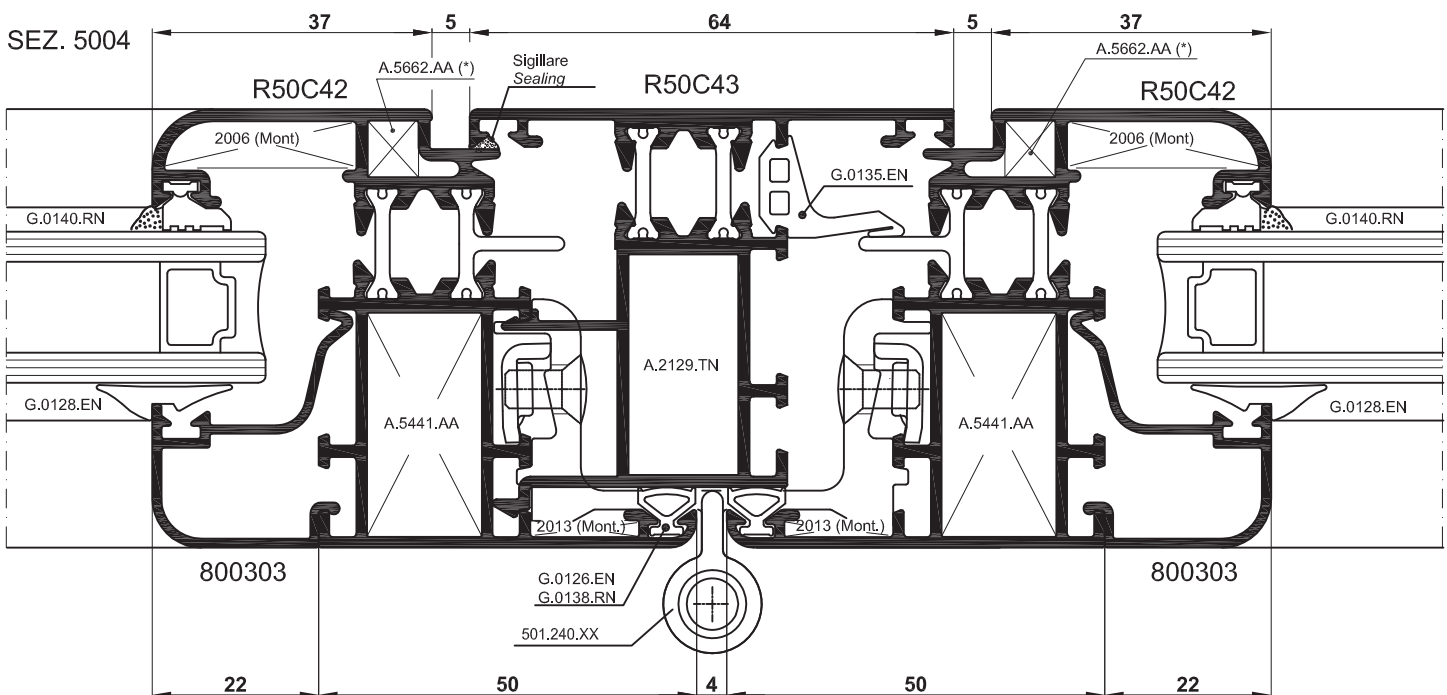 37 5 64 5 37
SEZ. 5004
A.5662.AA (*)
Sigillare
Sealing
A.5662.AA (*)
R50C42
R50C43
R50C42
2006 (Mont)
2006 (Mont)
G.0135.EN
G.0140.RN
G.0140.RN
A.2129.TN
G.0128.EN
G.0128.EN
A.5441.AA
A.5441.AA
2013 (Mont.)
2013 (Mont.)
800303
800303
G.0126.EN
G.0138.RN
501.240.XX
22 50 4 50 22